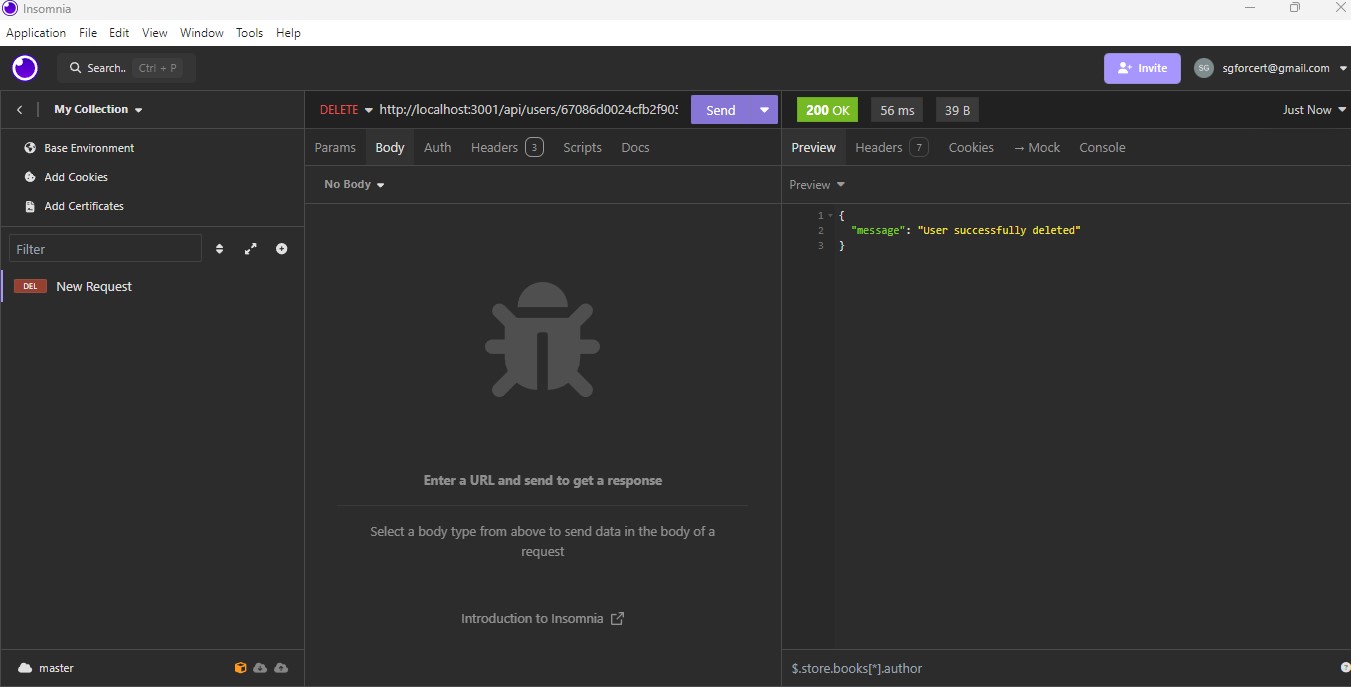 Insomnia
Application File Edit View Window Tools Help
Search.. Ctrl + P
Invite
SG
sgforcert@gmail.com
My Collection
Base Environment
Add Cookies
Add Certificates
Filter
DEL New Request
master
DELETE http://localhost:3001/api/users/67086d0024cfb2f905 Send
Params Body Auth Headers 3 Scripts Docs
No Body
Enter a URL and send to get a response
Select a body type from above to send data in the body of a
request
Introduction to Insomnia
200 OK 56 ms 39 B Just Now
Preview Headers 7 Cookies → Mock Console
Preview
1 {
2 "message": "User successfully deleted"
3 }
$.store.books[*].author
?